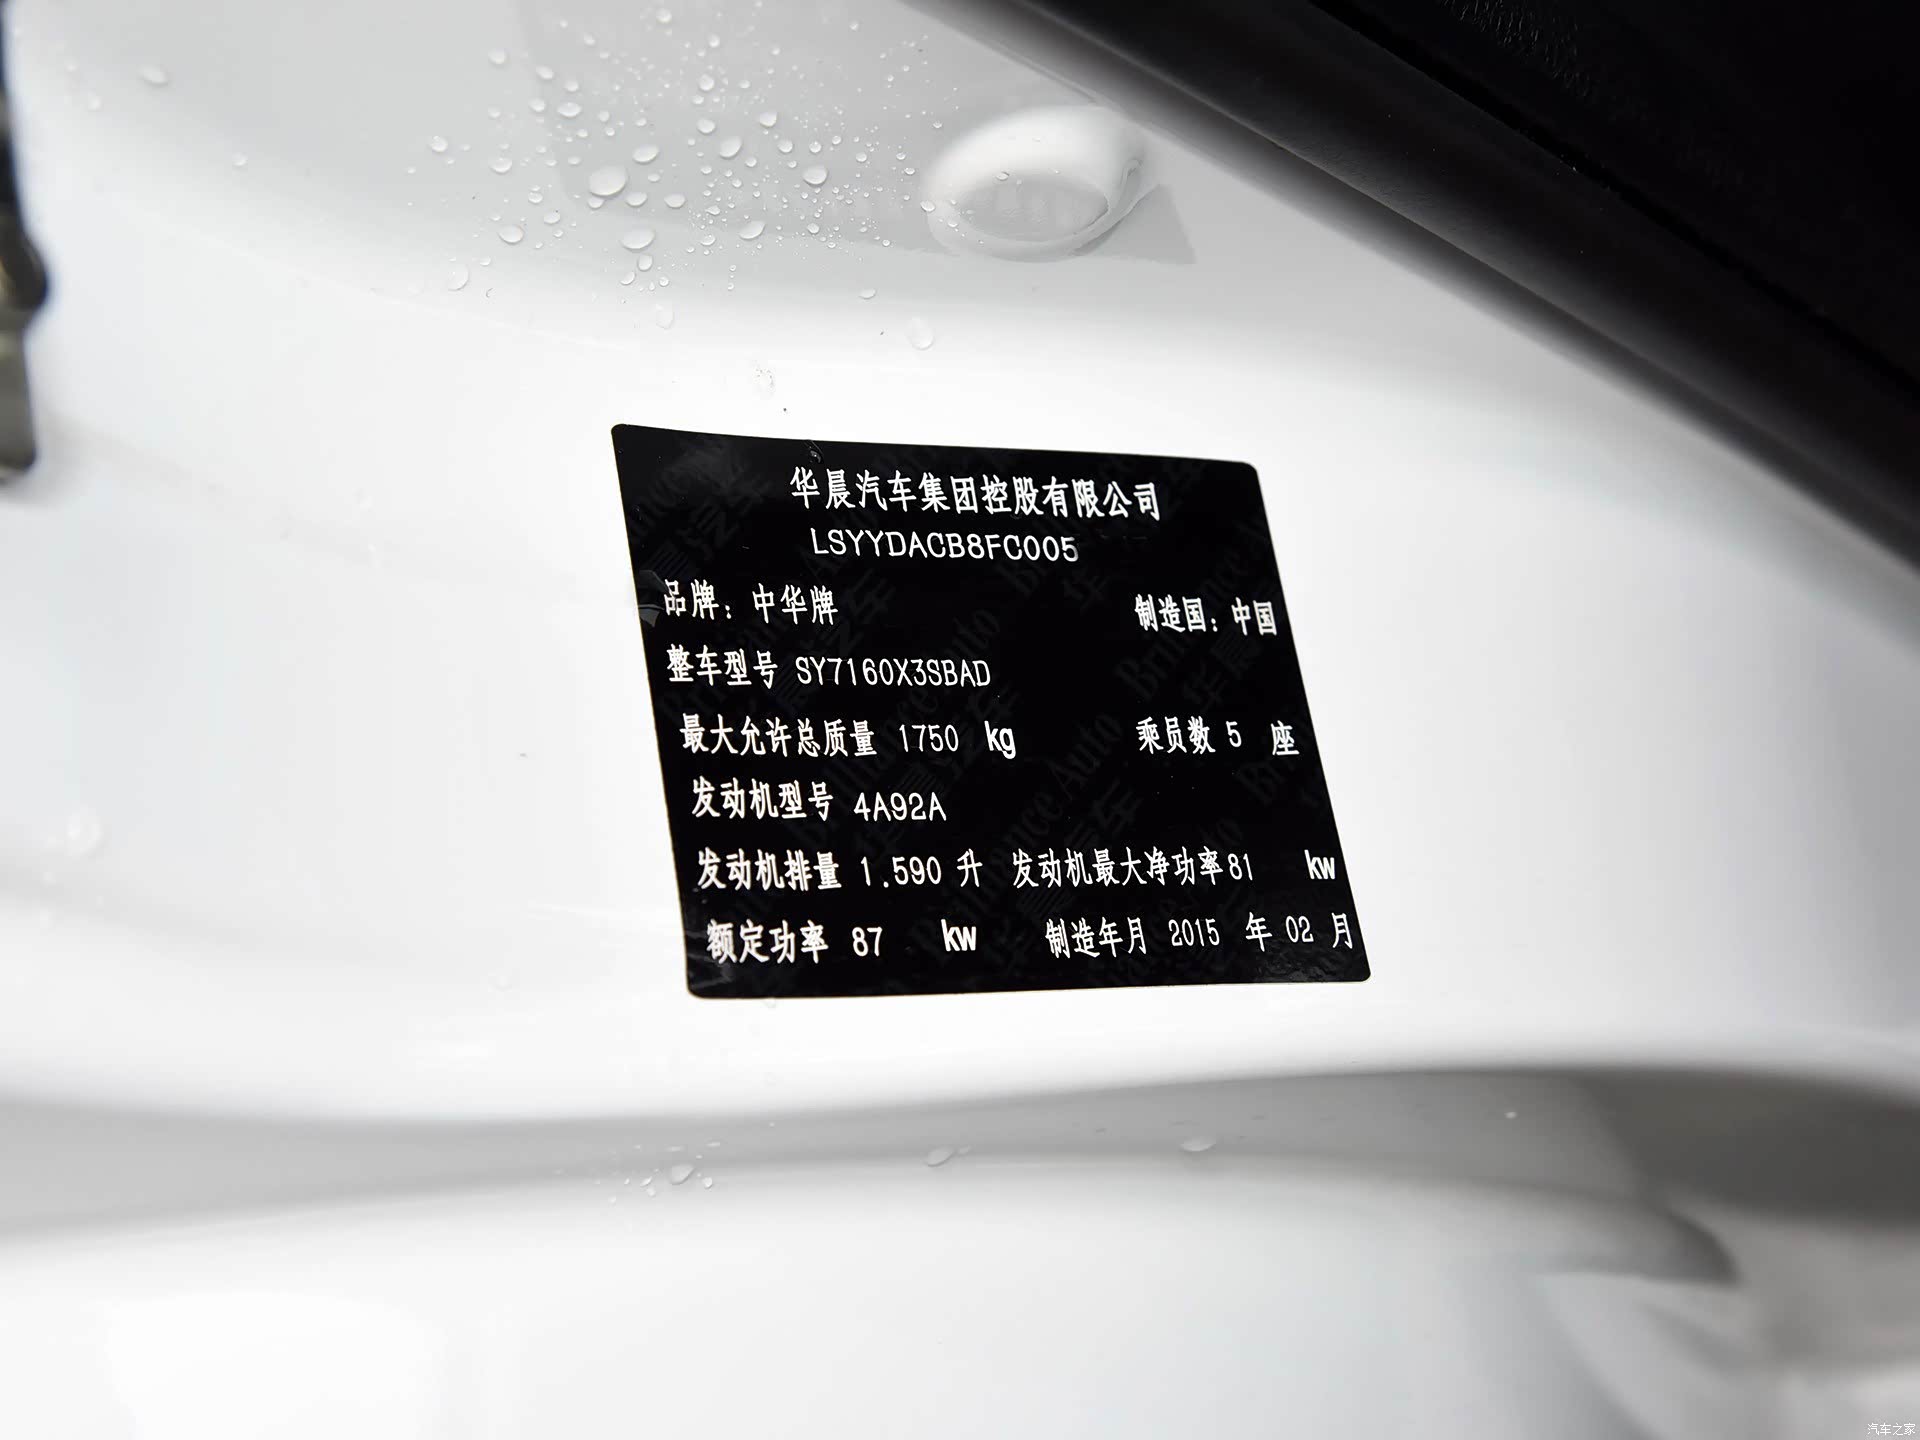 华晨汽车集团控股有限公司
LSYYDACB8FC005
品牌：中华牌 制造国：中国
整车型号 SY7160X3SBAD
最大允许总质量 1750 kg 乘员数 5 座
发动机型号 4A92A
发动机排量 1.590 升 发动机最大净功率81 kw
额定功率 87 kw 制造年月 2015 年 02 月
汽车之家